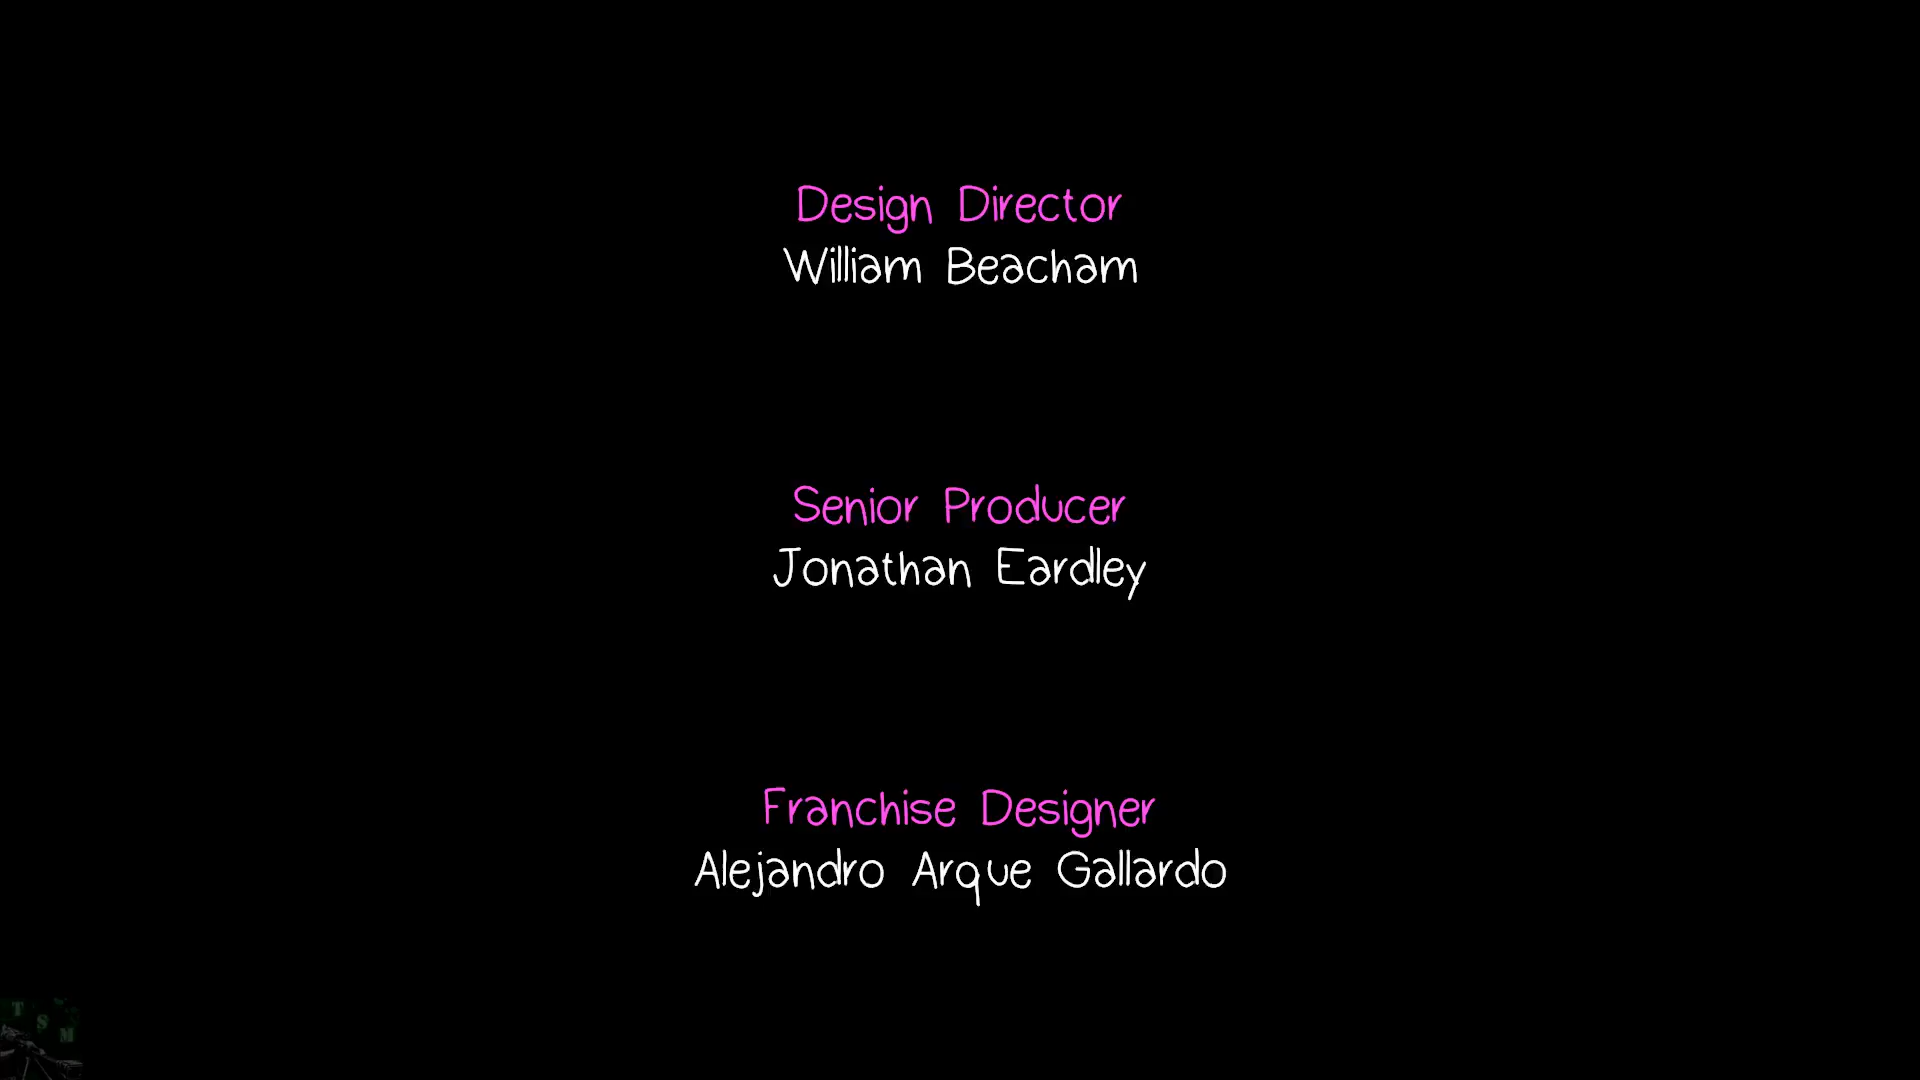 Design Director
William Beacham
Senior Producer
Jonathan Eardley
Franchise Designer
Alejandro Arque Gallardo
T
S
M